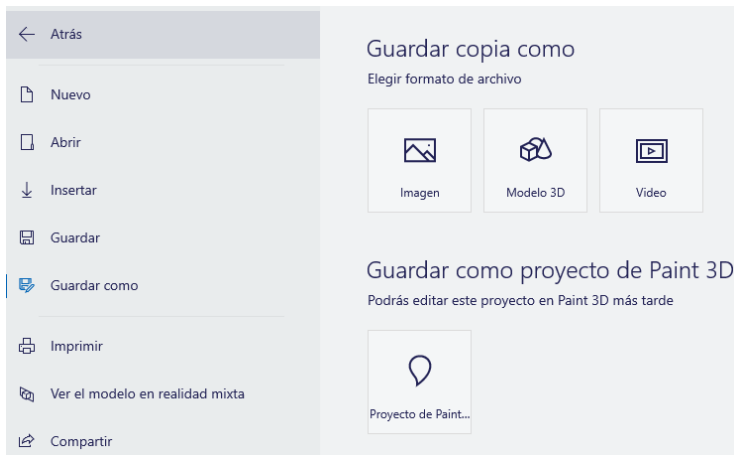 Atrás
Nuevo
Abrir
Insertar
Guardar
Guardar como
Imprimir
Ver el modelo en realidad mixta
Compartir
Guardar copia como
Elegir formato de archivo
Imagen
Modelo 3D
Video
Guardar como proyecto de Paint 3D
Podrás editar este proyecto en Paint 3D más tarde
Proyecto de Paint...